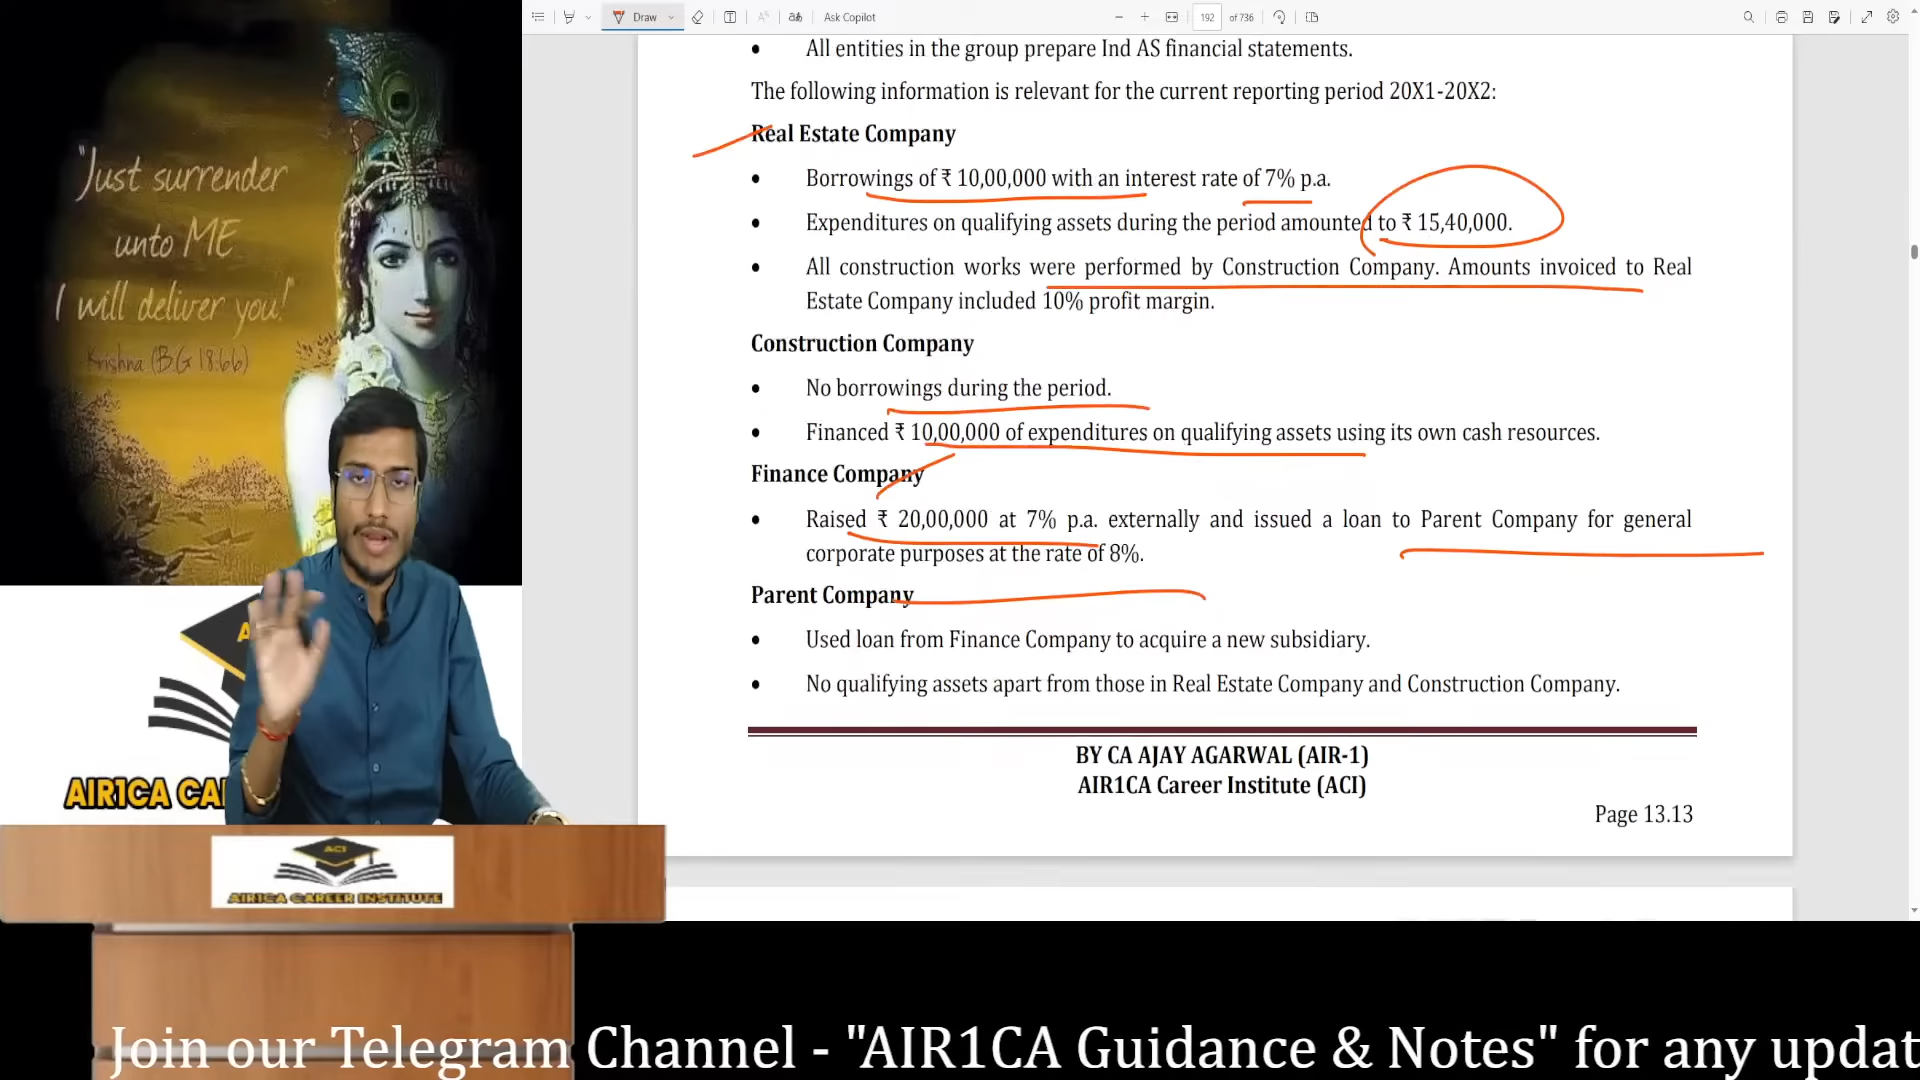 Draw
Ask Copilot
192
of 736
All entities in the group prepare Ind AS financial statements.
The following information is relevant for the current reporting period 20X1-20X2:
Real Estate Company
Borrowings of ₹ 10,00,000 with an interest rate of 7% p.a.
Expenditures on qualifying assets during the period amounted to ₹ 15,40,000.
All construction works were performed by Construction Company. Amounts invoiced to Real
Estate Company included 10% profit margin.
Construction Company
No borrowings during the period.
Financed ₹ 10,00,000 of expenditures on qualifying assets using its own cash resources.
Finance Company
Raised ₹ 20,00,000 at 7% p.a. externally and issued a loan to Parent Company for general
corporate purposes at the rate of 8%.
Parent Company
Used loan from Finance Company to acquire a new subsidiary.
No qualifying assets apart from those in Real Estate Company and Construction Company.
BY CA AJAY AGARWAL (AIR-1)
AIR1CA Career Institute (ACI)
Page 13.13
"Just surrender
unto ME
I will deliver you!"
Krishna (B.G 18:66)
AIR1CA CA
ACI
AIR1CA CAREER INSTITUTE
Join our Telegram Channel - "AIR1CA Guidance & Notes" for any updat